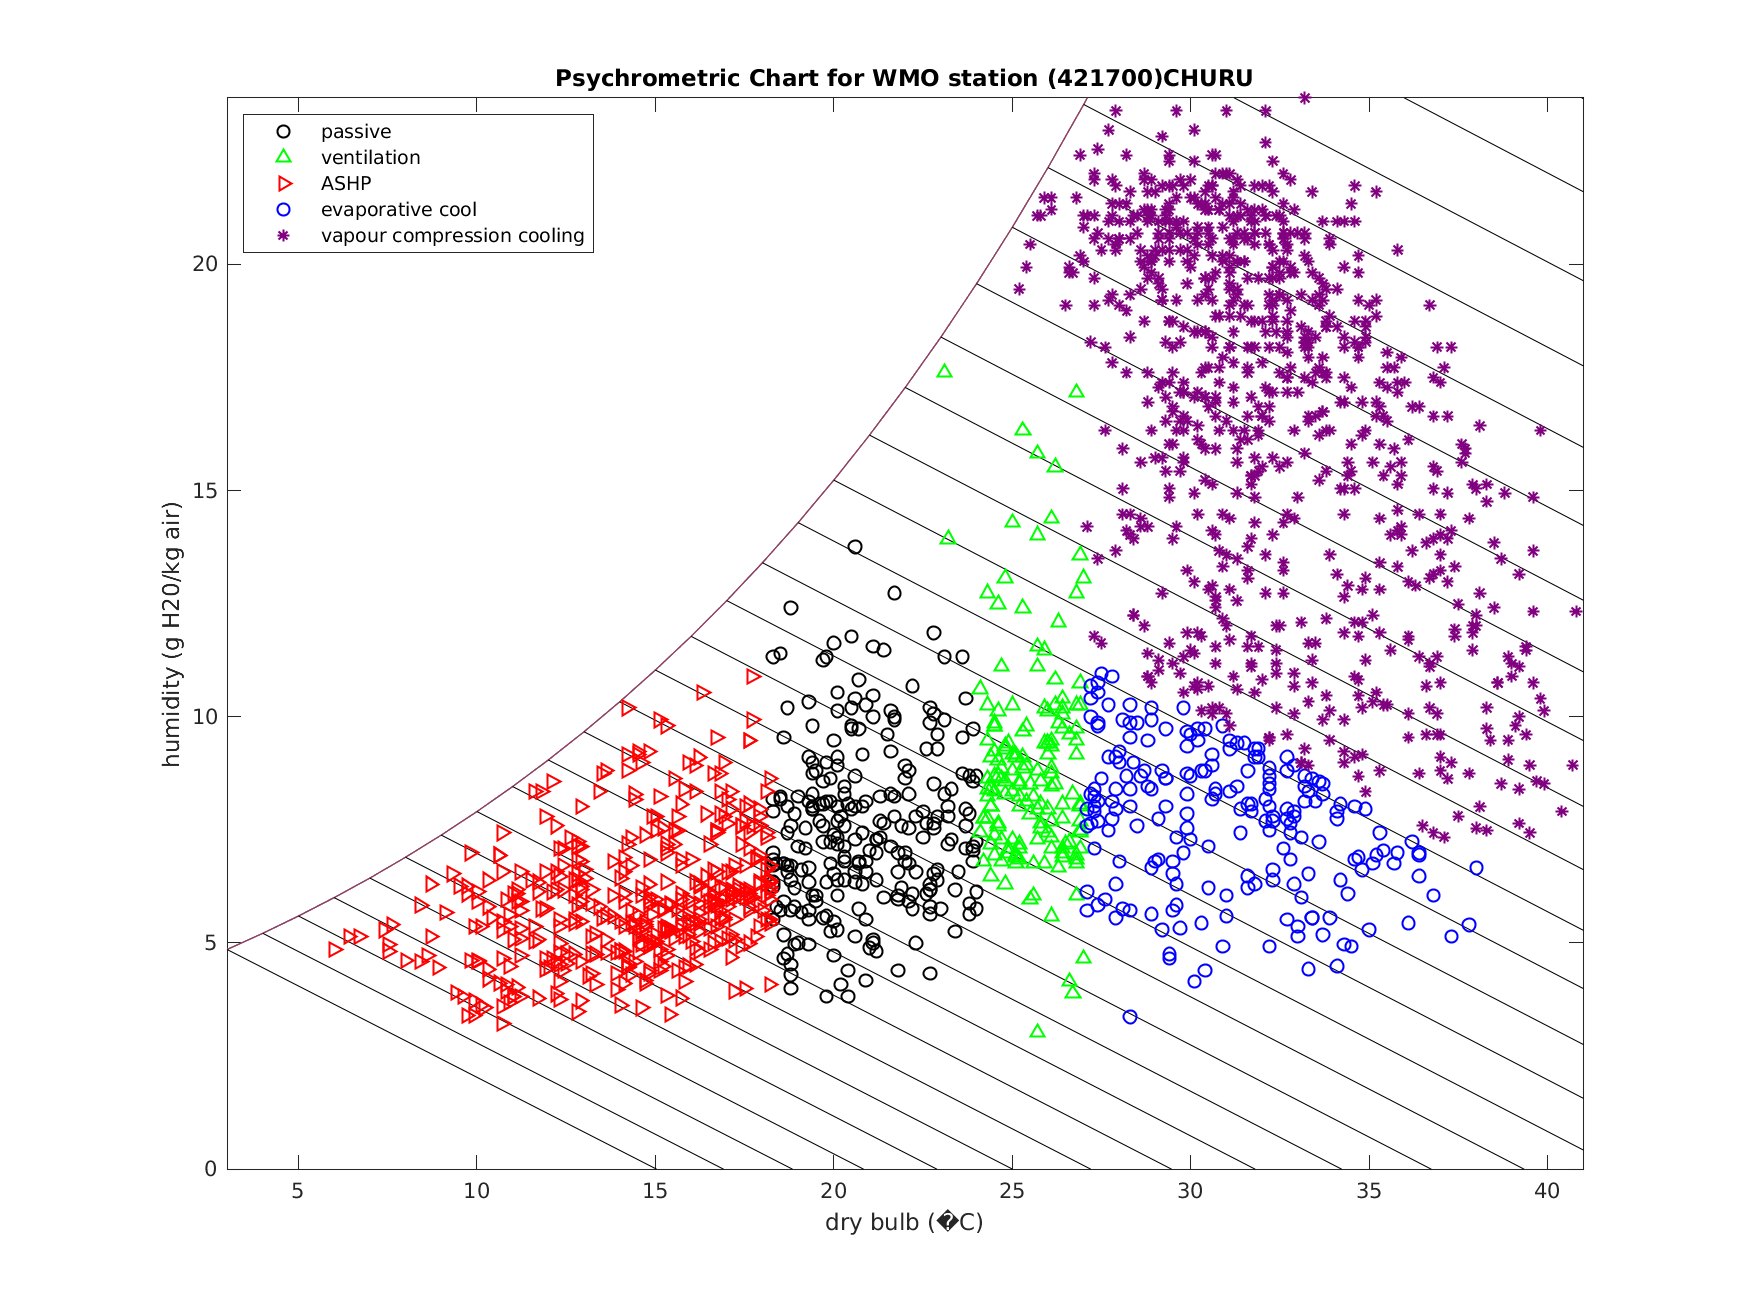 Psychrometric Chart for WMO station (421700)CHURU
passive
ventilation
ASHP
evaporative cool
vapour compression cooling
20
15
10
5
0
humidity (g H20/kg air)
5 10 15 20 25 30 35 40
dry bulb (�C)